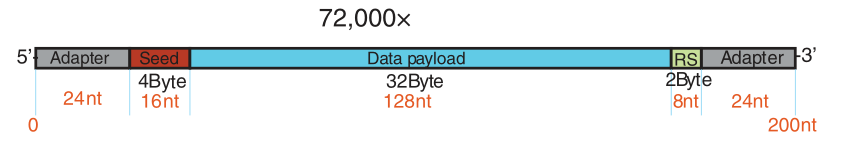 72,000×
5’ Adapter Seed Data payload RS Adapter 3’
4Byte 32Byte 2Byte
24nt 16nt 128nt 8nt 24nt
0 200nt